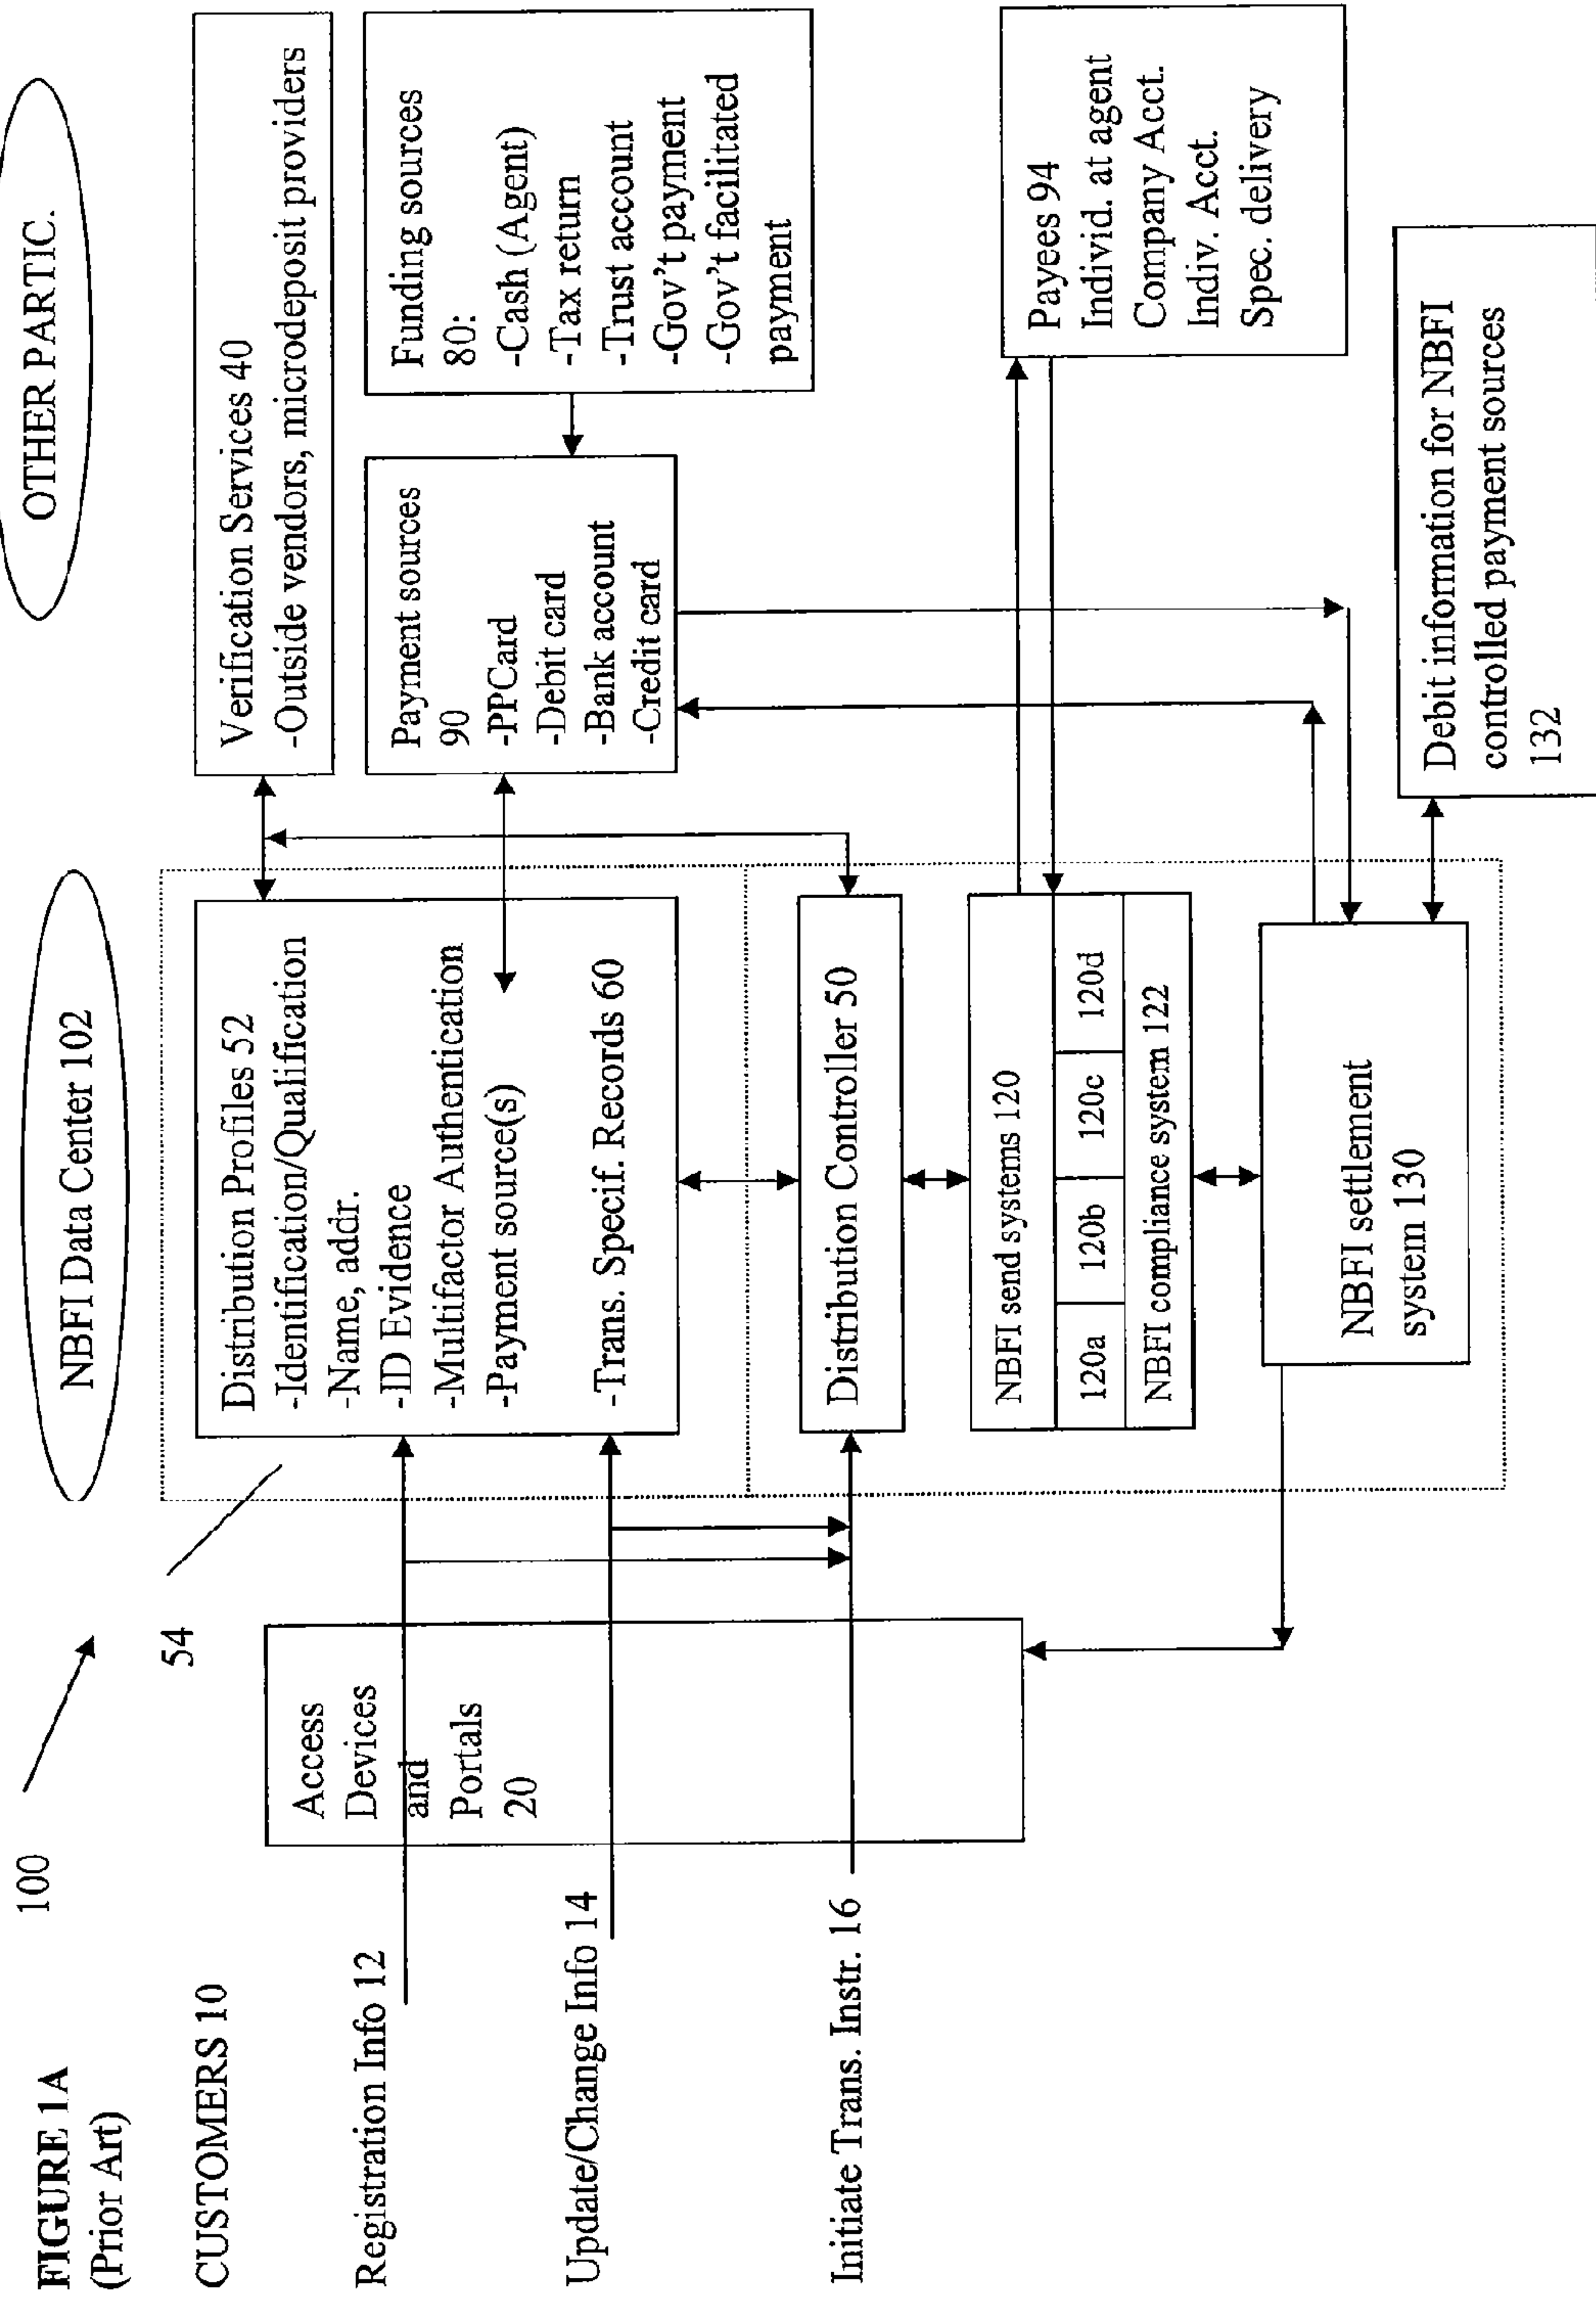 FIGURE 1A
(Prior Art)
100
NBFI Data Center 102
OTHER PARTIC.
CUSTOMERS 10
54
Registration Info 12
Update/Change Info 14
Initiate Trans. Instr. 16
Access
Devices
and
Portals
20
Distribution Profiles 52
-Identification/Qualification
-Name, addr.
-ID Evidence
-Multifactor Authentication
-Payment source(s)
-Trans. Specif. Records 60
Distribution Controller 50
NBFI send systems 120
120a
120b
120c
120d
NBFI compliance system 122
NBFI settlement
system 130
Verification Services 40
-Outside vendors, microdeposit providers
Payment sources
90
-PPCard
-Debit card
-Bank account
-Credit card
Funding sources
80:
-Cash (Agent)
-Tax return
-Trust account
-Gov't payment
-Gov't facilitated
payment
Payees 94
Individ. at agent
Company Acct.
Indiv. Acct.
Spec. delivery
Debit information for NBFI
controlled payment sources
132